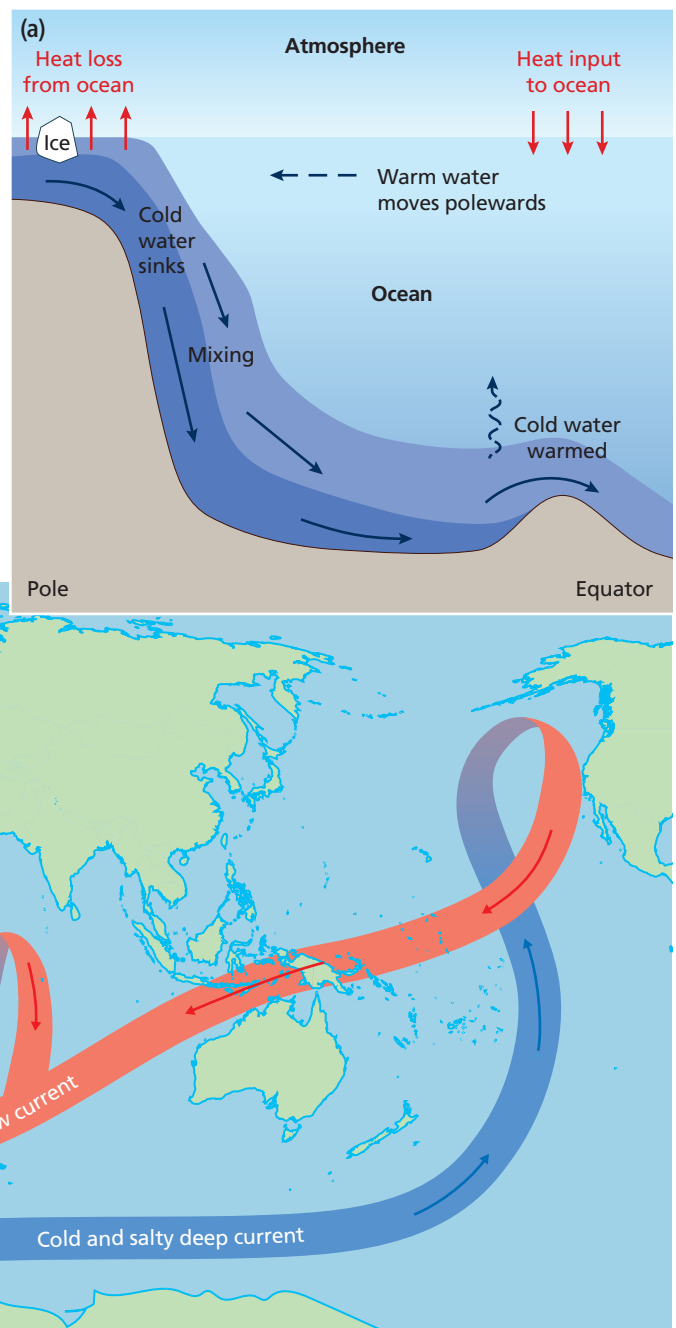 (a)
Atmosphere
Heat loss
from ocean
Heat input
to ocean
Ice
Warm water
moves polewards
Cold
water
sinks
Ocean
Mixing
Cold water
warmed
Pole
Equator
w current
Cold and salty deep current